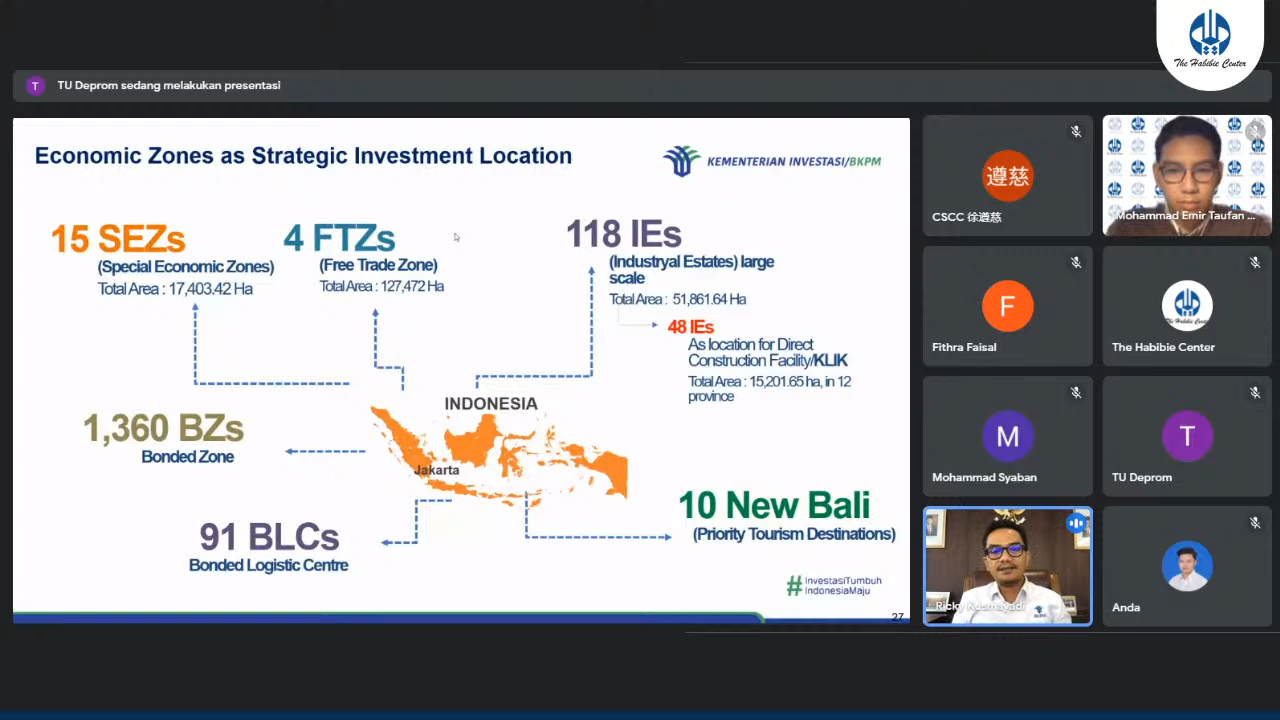 The Habibie Center
T
TU Deprom sedang melakukan presentasi
Economic Zones as Strategic Investment Location
KEMENTERIAN INVESTASI/BKPM
15 SEZs
(Special Economic Zones)
Total Area : 17,403.42 Ha
4 FTZs
(Free Trade Zone)
Total Area : 127,472 Ha
118 IEs
(Industryal Estates) large
scale
Total Area : 51,861.64 Ha
48 IEs
As location for Direct
Construction Facility/KLIK
Total Area : 15,201.65 ha, in 12
province
INDONESIA
Jakarta
1,360 BZs
Bonded Zone
91 BLCs
Bonded Logistic Centre
10 New Bali
(Priority Tourism Destinations)
#InvestasiTumbuh
IndonesiaMaju
27
遵慈
CSCC 徐遵慈
Mohammad Emir Taufan ...
F
Fithra Faisal
The Habibie Center
The Habibie Center
M
Mohammad Syaban
T
TU Deprom
Ricky Kusmayadi
Anda